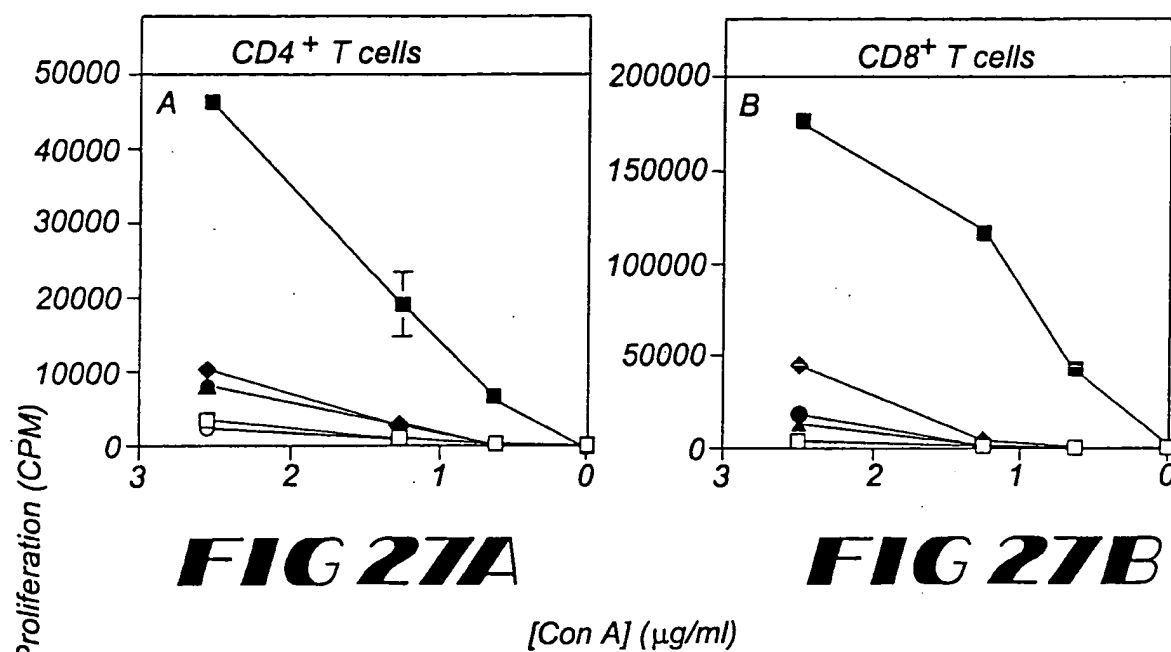 CD4+ T cells
A
50000
40000
30000
20000
10000
0
3 2 1 0
FIG 27A
CD8+ T cells
B
200000
150000
100000
50000
0
3 2 1 0
FIG 27B
Proliferation (CPM)
[Con A] (µg/ml)